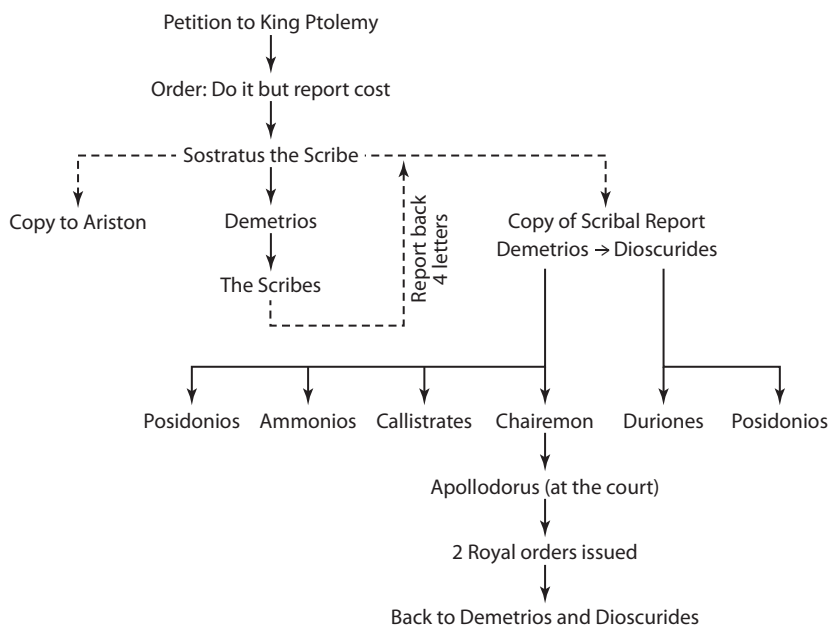 Petition to King Ptolemy
Order: Do it but report cost
Sostratus the Scribe
Copy to Ariston
Demetrios
Copy of Scribal Report
Demetrios → Dioscurides
The Scribes
Report back
4 letters
Posidonios
Ammonios
Callistrates
Chairemon
Duriones
Posidonios
Apollodorus (at the court)
2 Royal orders issued
Back to Demetrios and Dioscurides